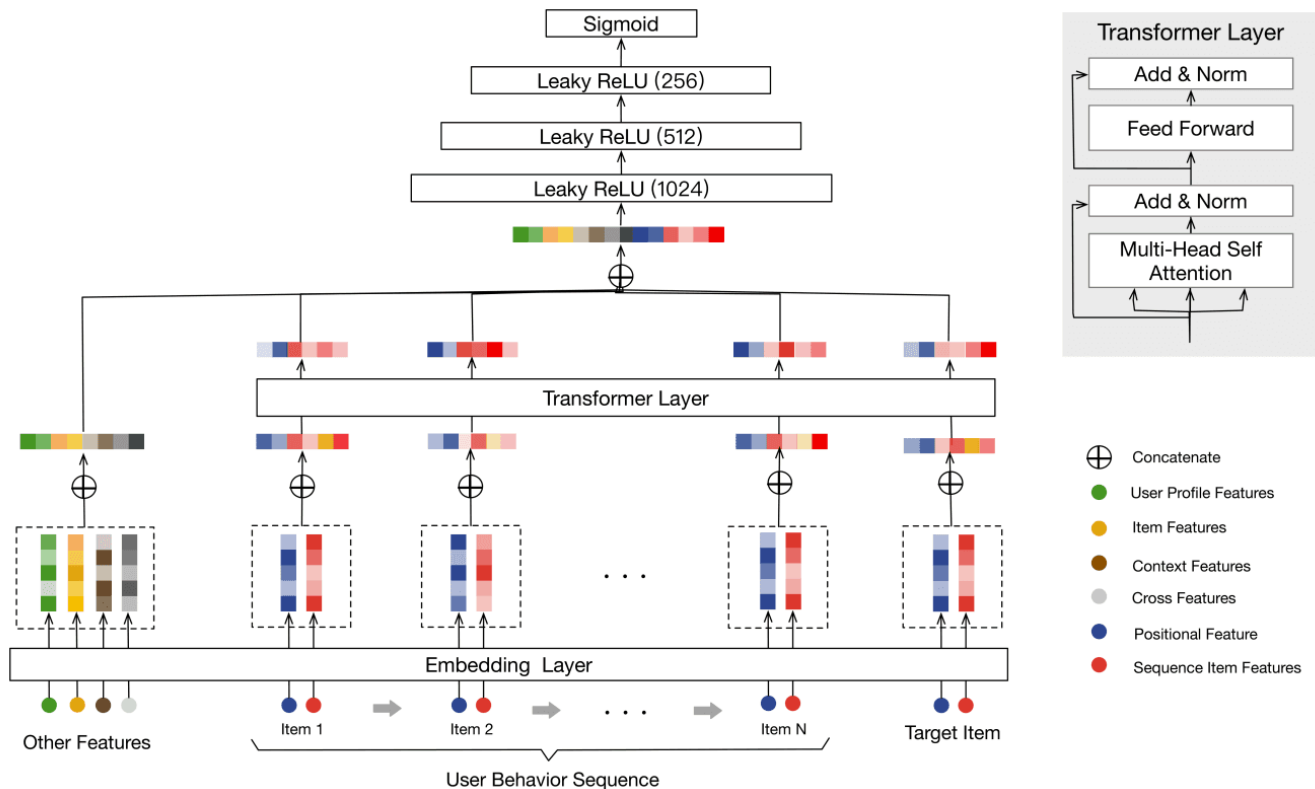 Sigmoid
Leaky ReLU (256)
Leaky ReLU (512)
Leaky ReLU (1024)
Transformer Layer
Embedding Layer
Item 1
Item 2
. . .
. . .
Item N
Other Features
Target Item
User Behavior Sequence
Transformer Layer
Add & Norm
Feed Forward
Add & Norm
Multi-Head Self
Attention
Concatenate
User Profile Features
Item Features
Context Features
Cross Features
Positional Feature
Sequence Item Features